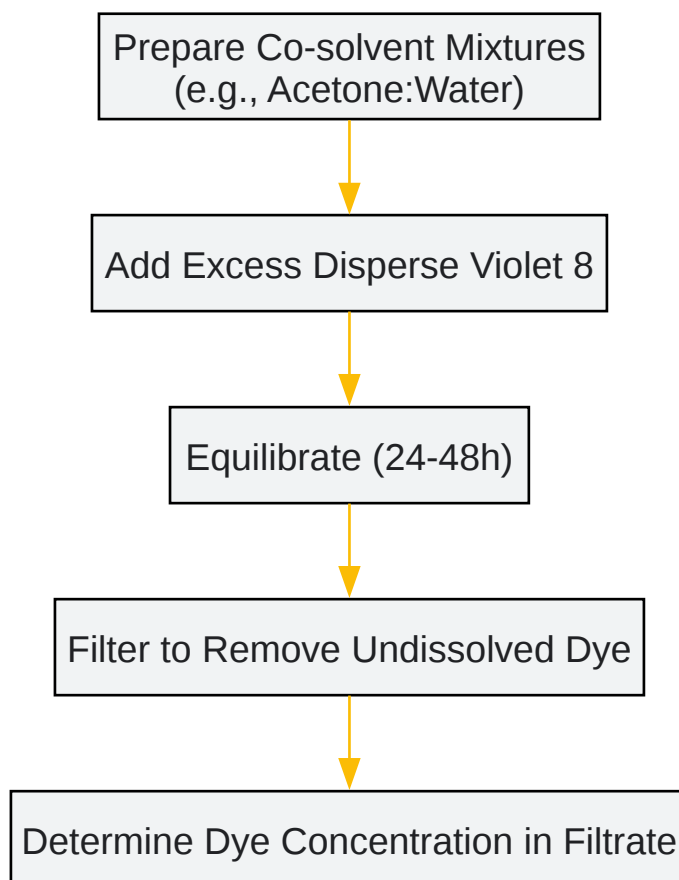 Prepare Co-solvent Mixtures
(e.g., Acetone:Water)
Add Excess Disperse Violet 8
Equilibrate (24-48h)
Filter to Remove Undissolved Dye
Determine Dye Concentration in Filtrate